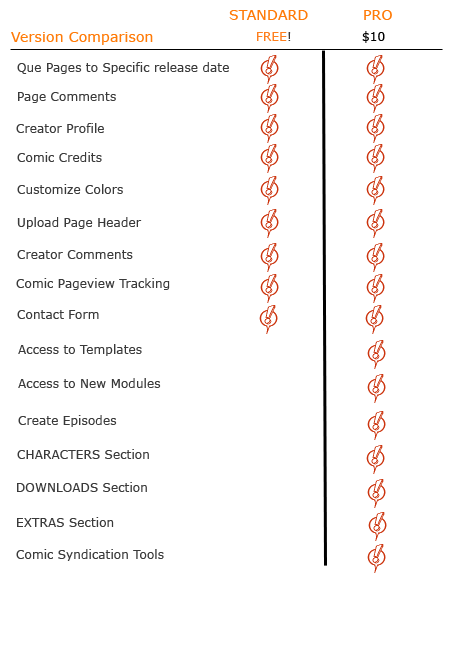 STANDARD PRO
Version Comparison FREE! $10
Que Pages to Specific release date
Page Comments
Creator Profile
Comic Credits
Customize Colors
Upload Page Header
Creator Comments
Comic Pageview Tracking
Contact Form
Access to Templates
Access to New Modules
Create Episodes
CHARACTERS Section
DOWNLOADS Section
EXTRAS Section
Comic Syndication Tools